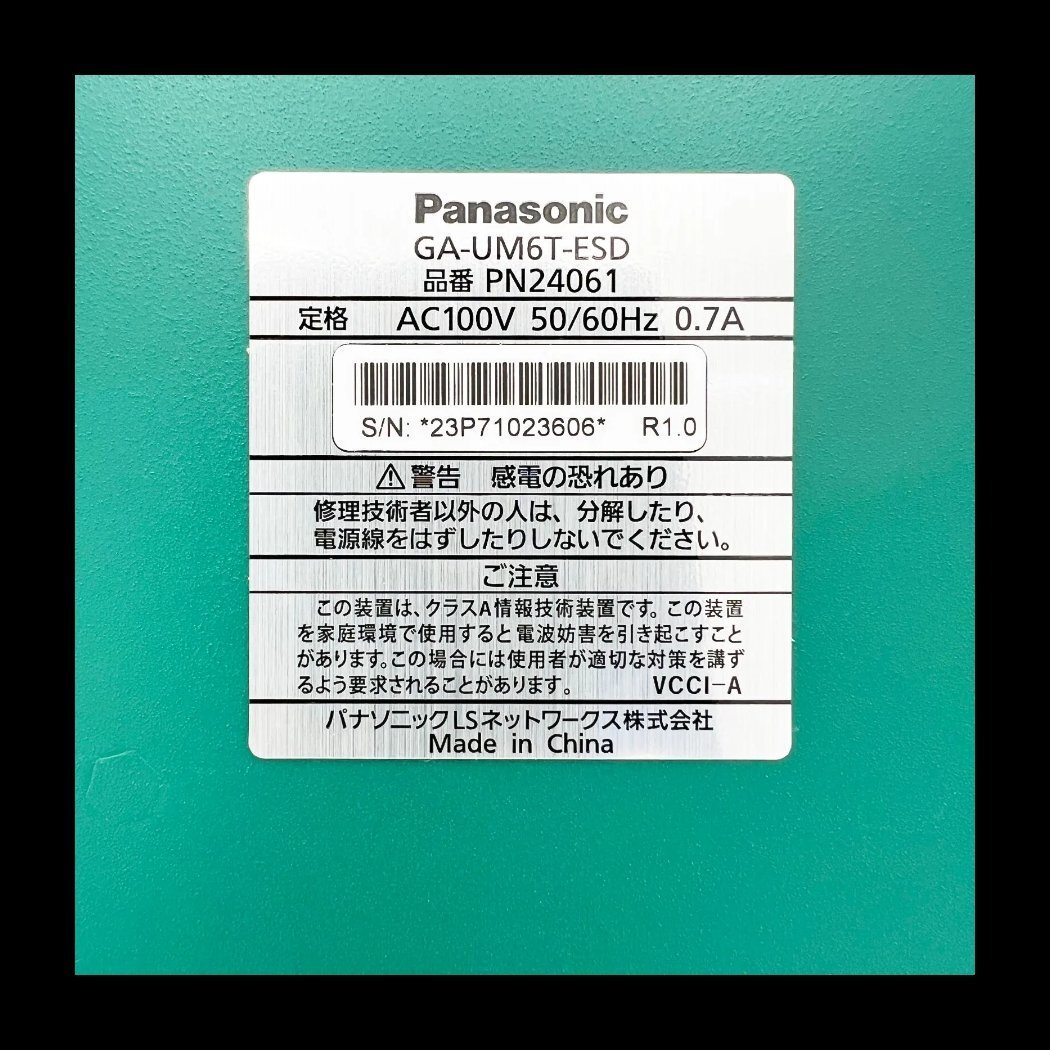 Panasonic
GA-UM6T-ESD
品番 PN24061
定格 AC100V 50/60Hz 0.7A
S/N: *23P71023606* R1.0
⚠警告 感電の恐れあり
修理技術者以外の人は、分解したり、
電源線をはずしたりしないでください。
ご注意
この装置は、クラスA情報技術装置です。この装置
を家庭環境で使用すると電波妨害を引き起こすこと
があります。この場合には使用者が適切な対策を講ず
るよう要求されることがあります。 VCCI-A
パナソニックLSネットワークス株式会社
Made in China